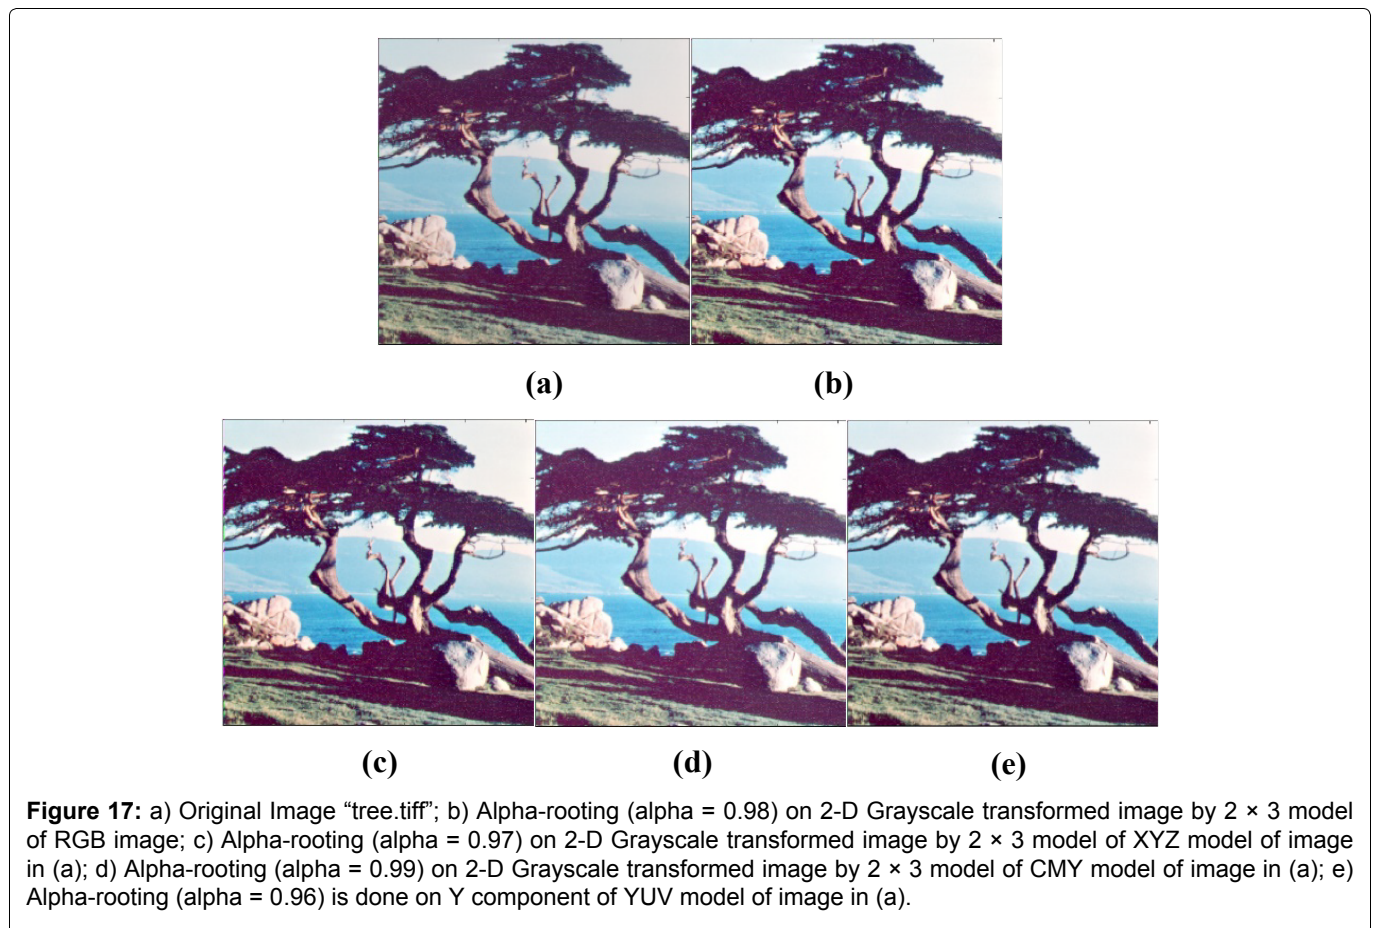 (a) (b)
(c) (d) (e)
Figure 17: a) Original Image “tree.tiff”; b) Alpha-rooting (alpha = 0.98) on 2-D Grayscale transformed image by 2 × 3 model
of RGB image; c) Alpha-rooting (alpha = 0.97) on 2-D Grayscale transformed image by 2 × 3 model of XYZ model of image
in (a); d) Alpha-rooting (alpha = 0.99) on 2-D Grayscale transformed image by 2 × 3 model of CMY model of image in (a); e)
Alpha-rooting (alpha = 0.96) is done on Y component of YUV model of image in (a).